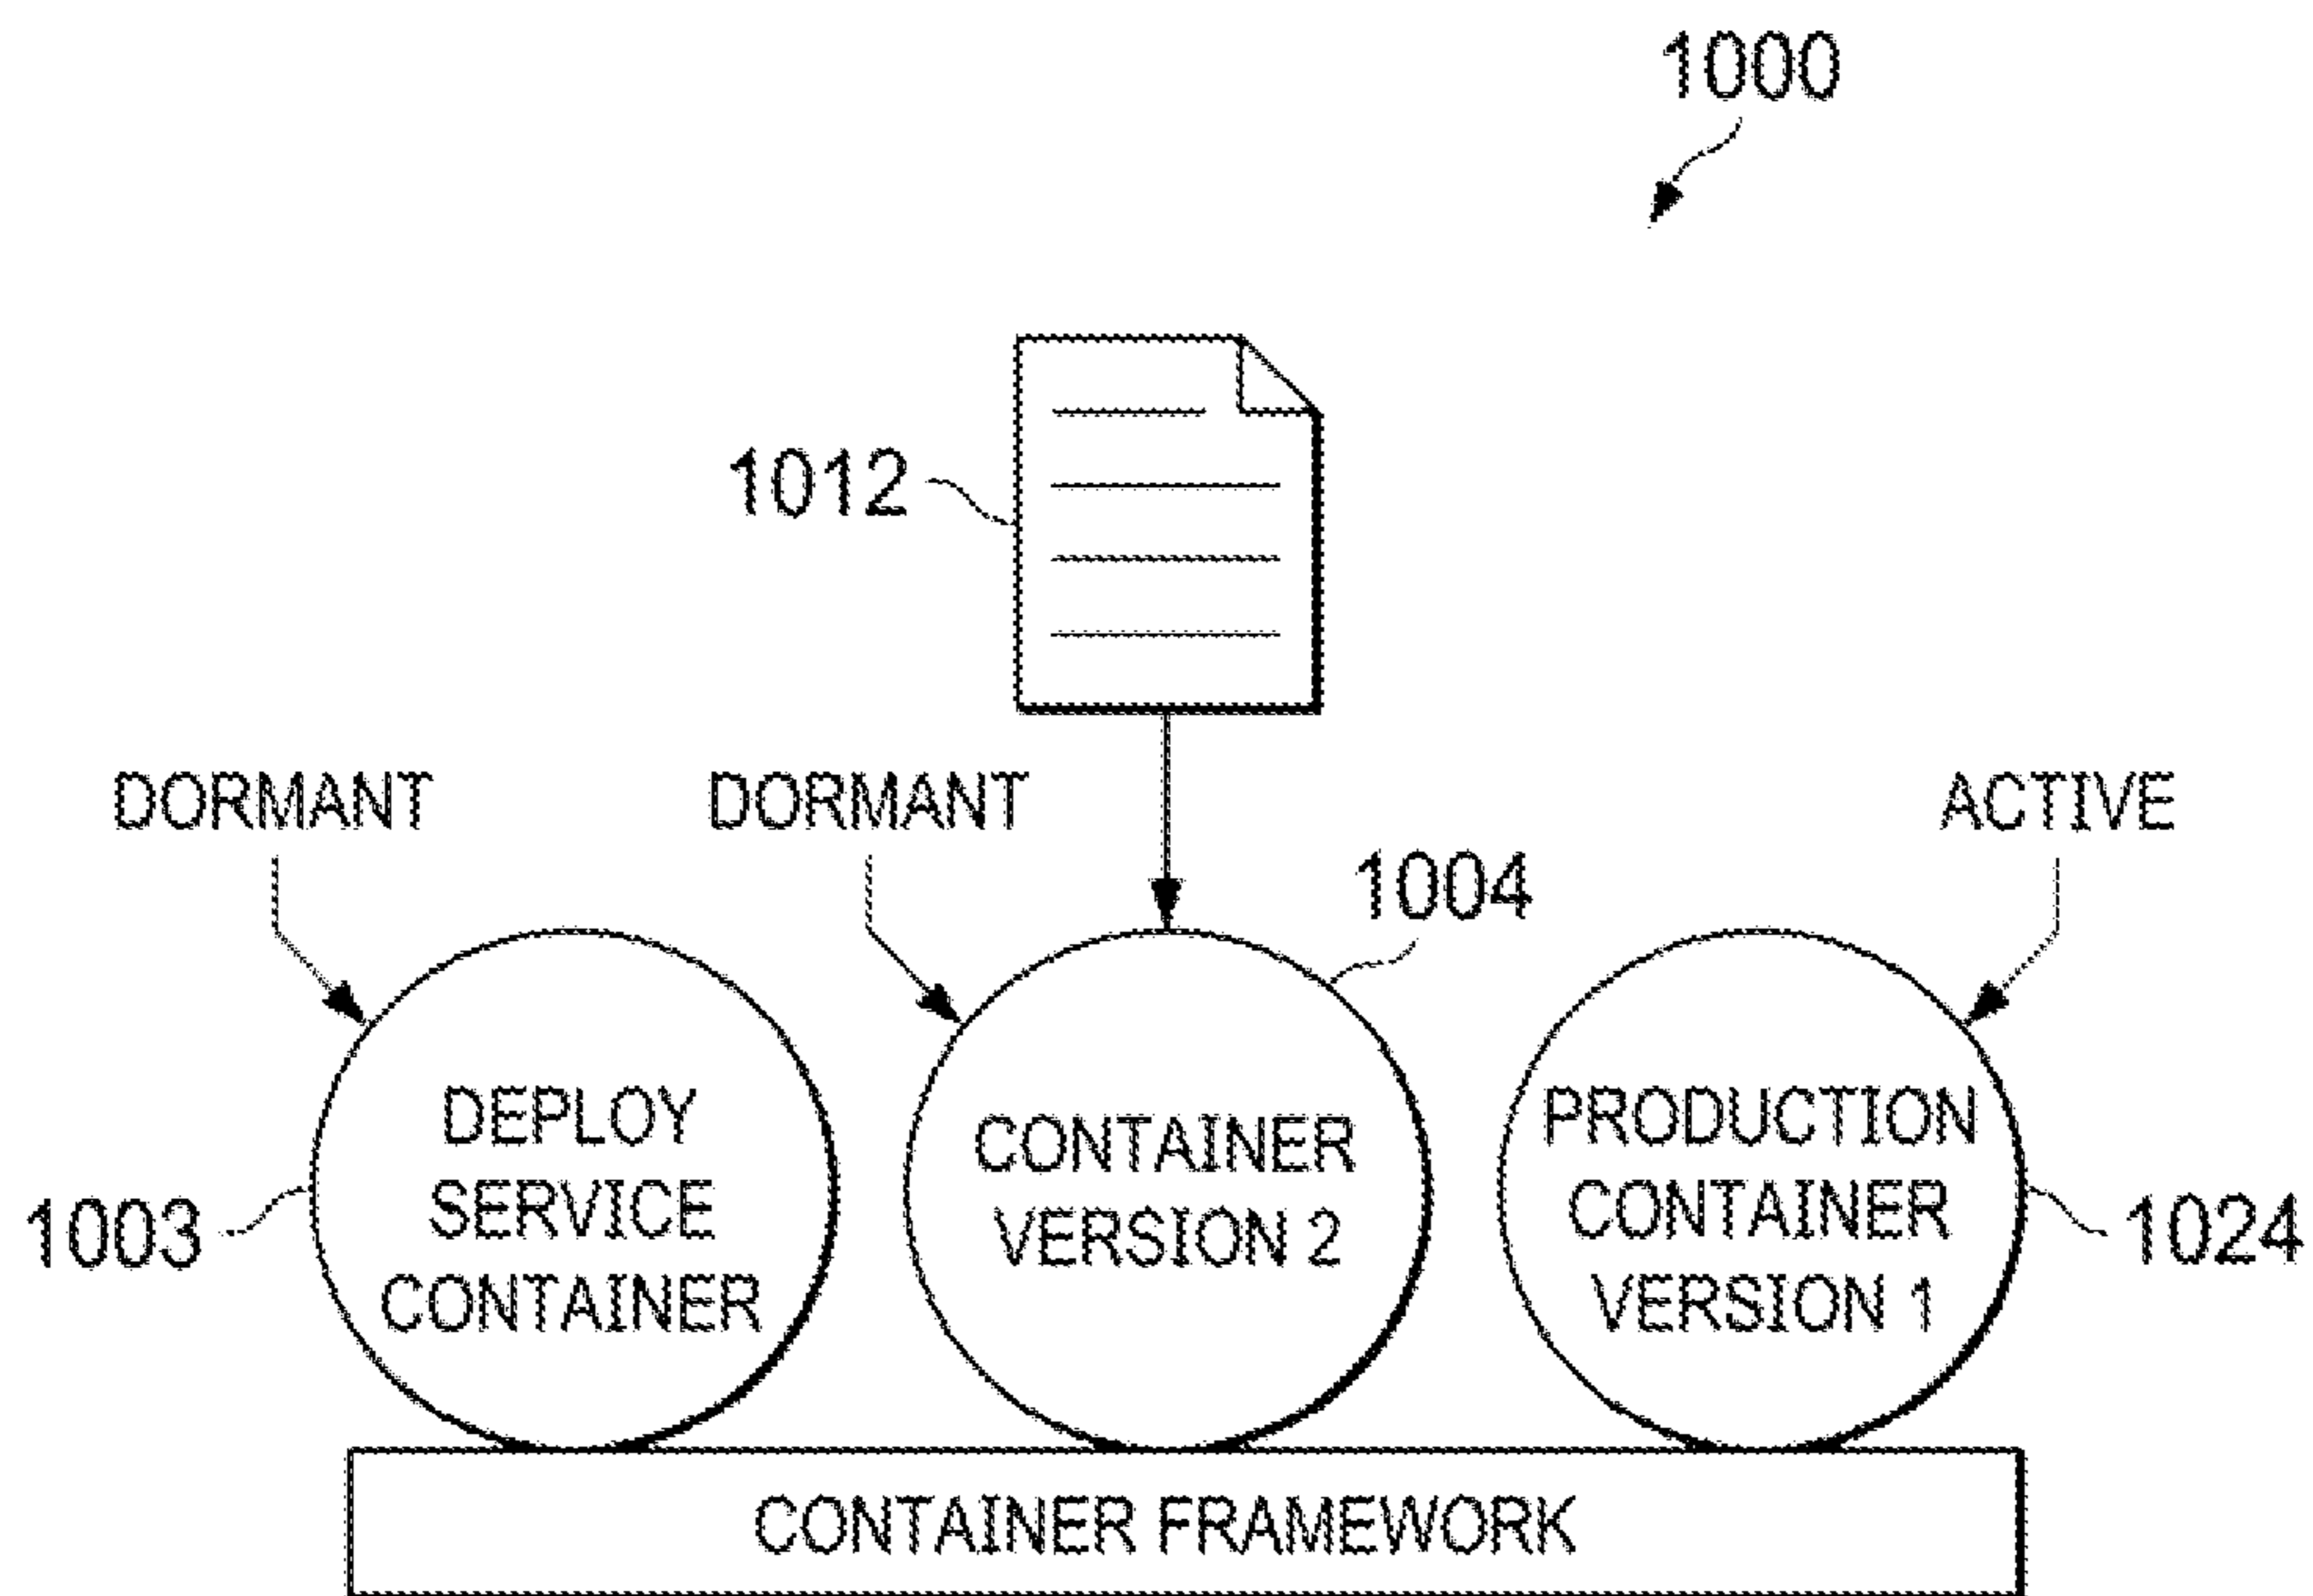 1000
1012
DORMANT
DORMANT
ACTIVE
1004
DEPLOY
SERVICE
CONTAINER
CONTAINER
VERSION 2
PRODUCTION
CONTAINER
VERSION 1
1003
1024
CONTAINER FRAMEWORK